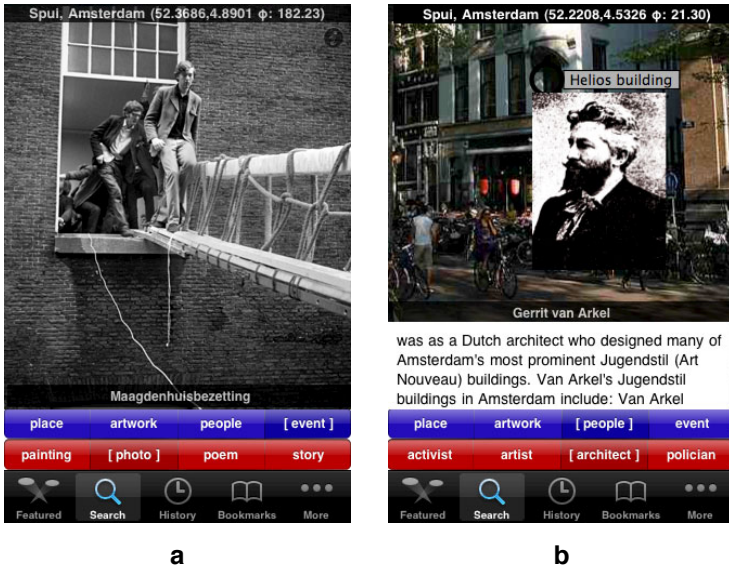 Spui, Amsterdam (52.3686,4.8901 φ: 182.23)
Maagdenhuisbezetting
place artwork people [ event ]
painting [ photo ] poem story
Featured Search History Bookmarks More
a
Spui, Amsterdam (52.2208,4.5326 φ: 21.30)
Helios building
Gerrit van Arkel
was as a Dutch architect who designed many of
Amsterdam's most prominent Jugendstil (Art
Nouveau) buildings. Van Arkel's Jugendstil
buildings in Amsterdam include: Van Arkel
place artwork [ people ] event
activist artist [ architect ] polician
Featured Search History Bookmarks More
b